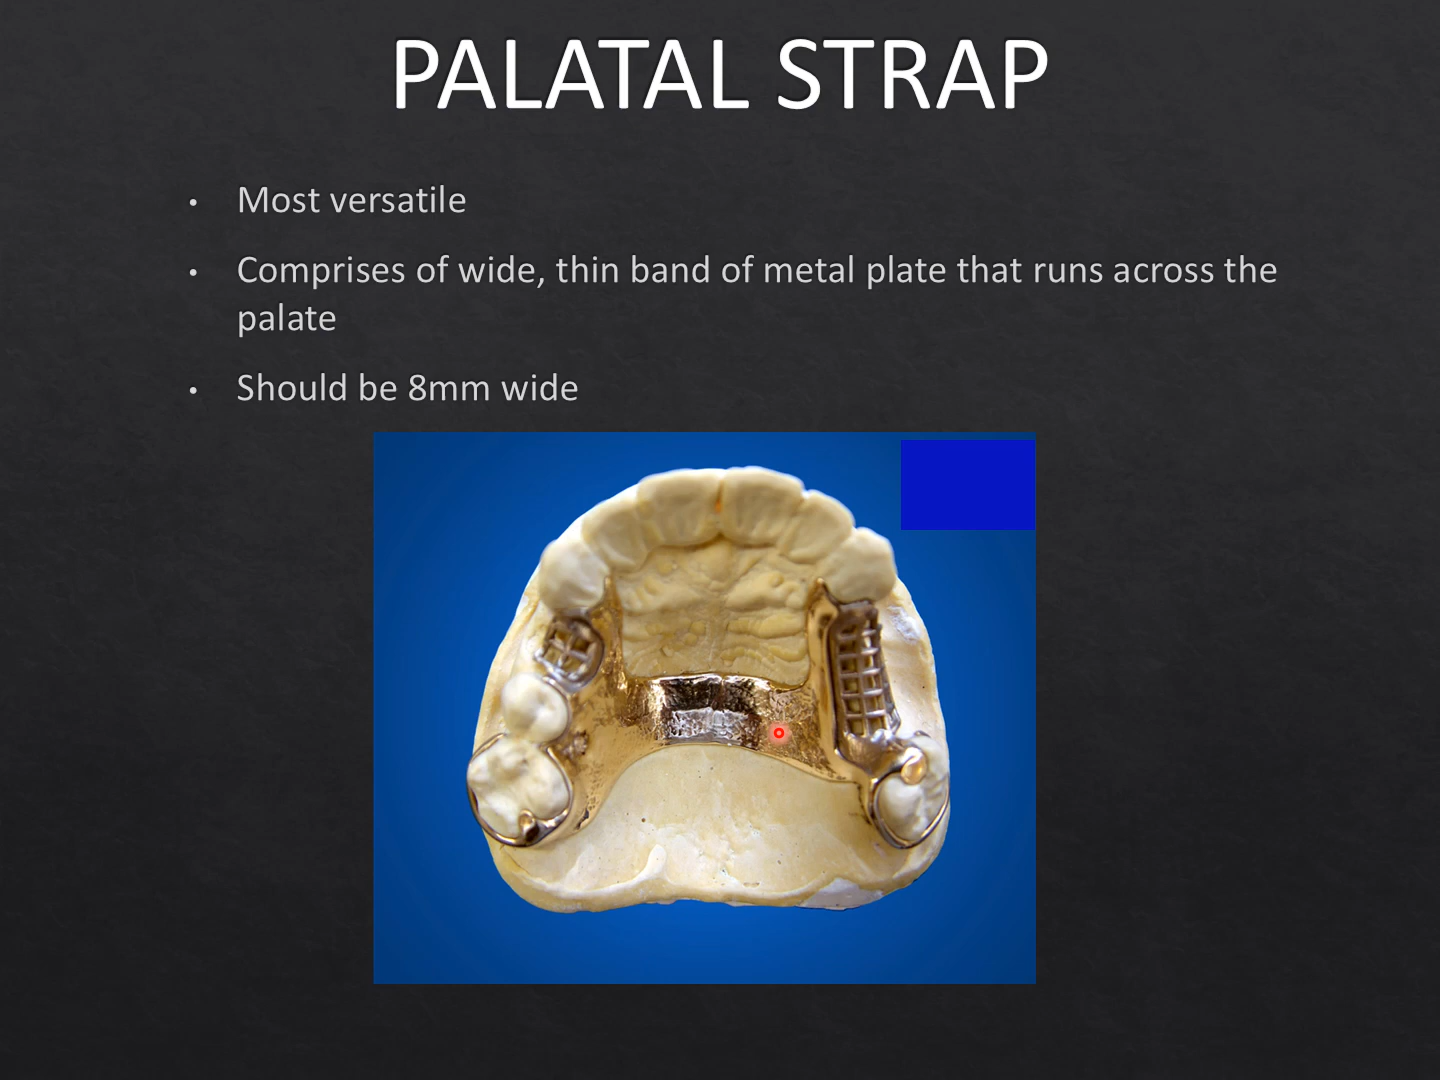 PALATAL STRAP
• Most versatile
• Comprises of wide, thin band of metal plate that runs across the
palate
• Should be 8mm wide